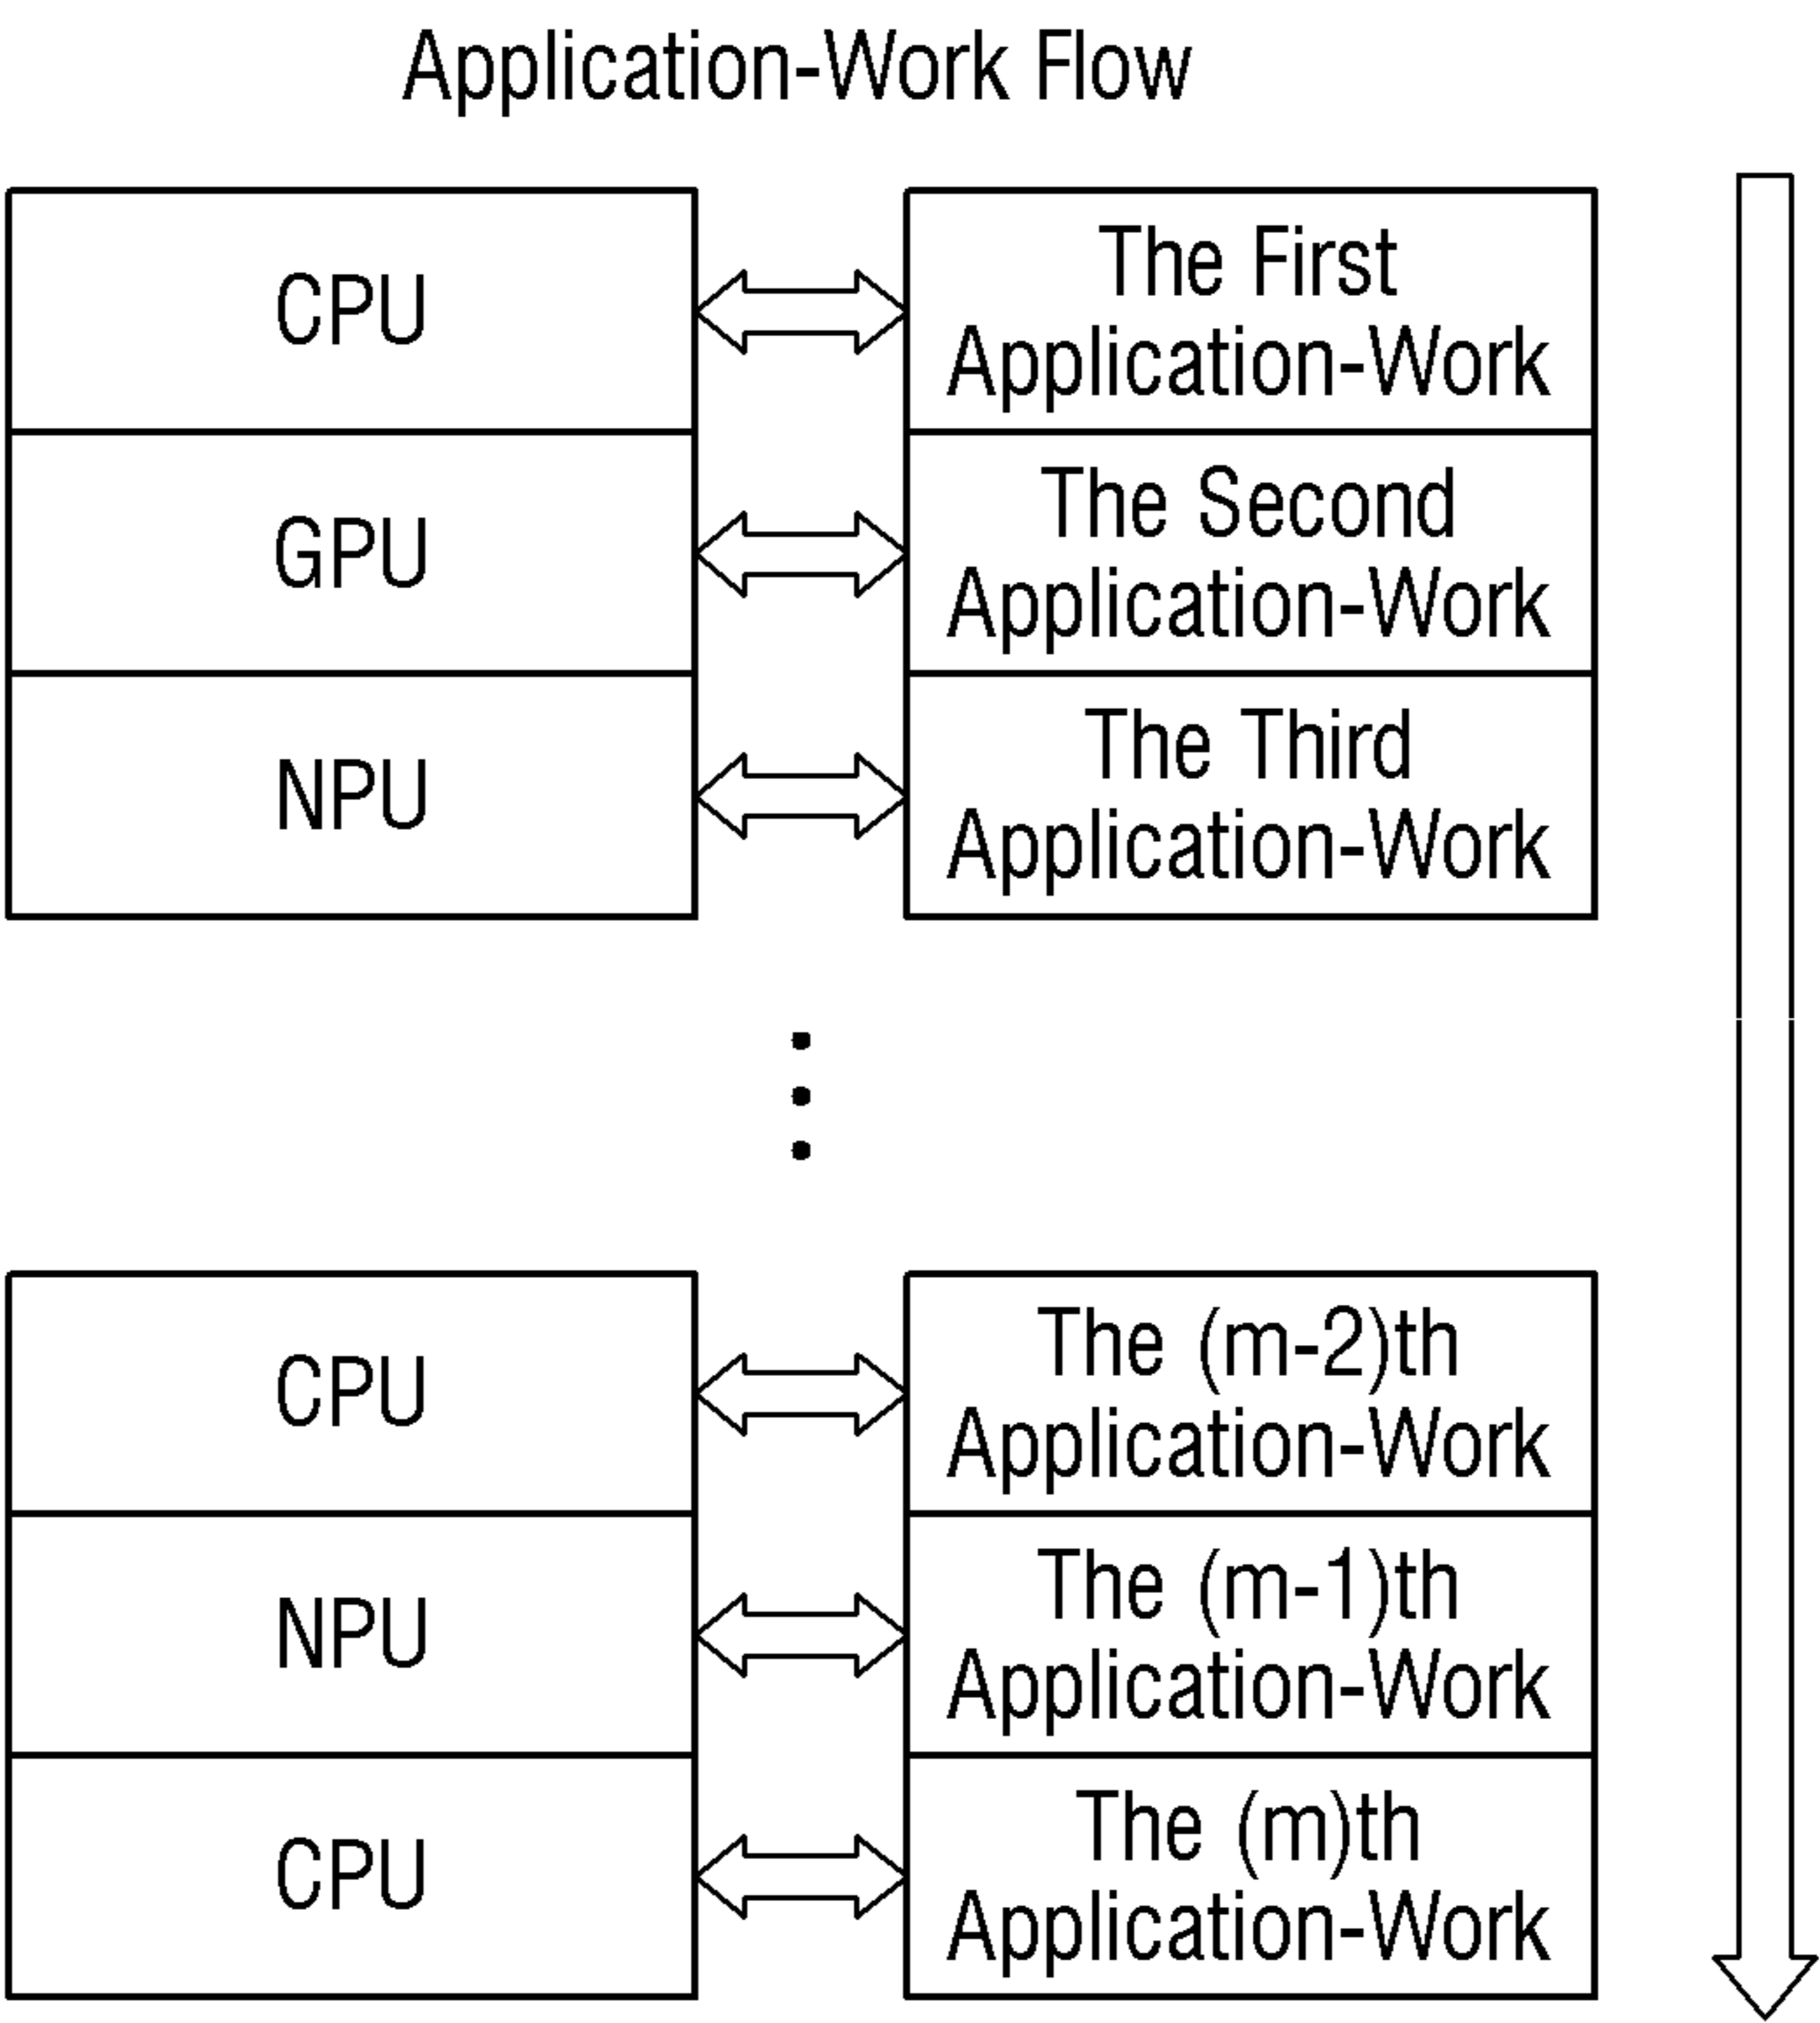 Application-Work Flow
CPU
The First
Application-Work
GPU
The Second
Application-Work
NPU
The Third
Application-Work
CPU
The (m-2)th
Application-Work
NPU
The (m-1)th
Application-Work
CPU
The (m)th
Application-Work